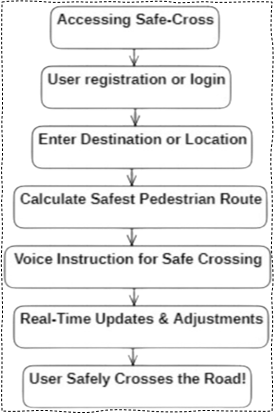 Accessing Safe-Cross
User registration or login
Enter Destination or Location
Calculate Safest Pedestrian Route
Voice Instruction for Safe Crossing
Real-Time Updates & Adjustments
User Safely Crosses the Road!